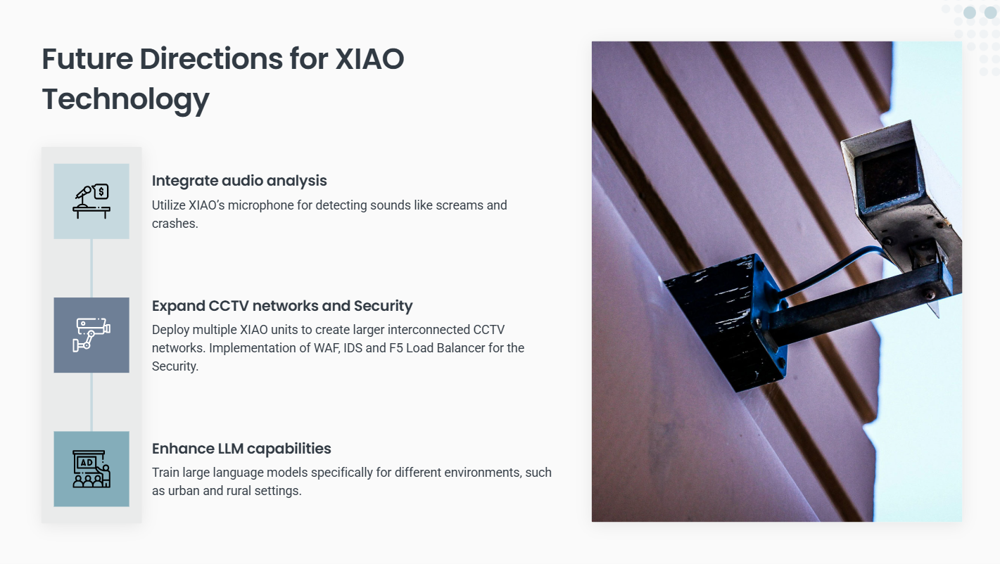 Future Directions for XIAO
Technology
$
Integrate audio analysis
Utilize XIAO’s microphone for detecting sounds like screams and
crashes.
Expand CCTV networks and Security
Deploy multiple XIAO units to create larger interconnected CCTV
networks. Implementation of WAF, IDS and F5 Load Balancer for the
Security.
AD
Enhance LLM capabilities
Train large language models specifically for different environments, such
as urban and rural settings.